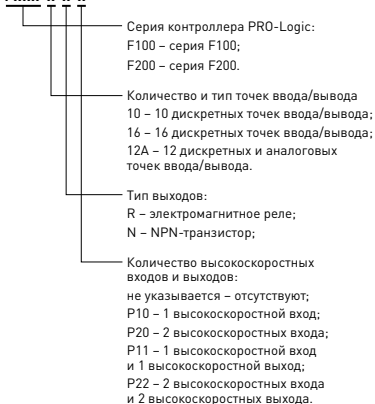 Серия контроллера PRO-Logic:
F100 – серия F100;
F200 – серия F200.
Количество и тип точек ввода/вывода
10 – 10 дискретных точек ввода/вывода;
16 – 16 дискретных точек ввода/вывода;
12A – 12 дискретных и аналоговых
точек ввода/вывода.
Тип выходов:
R – электромагнитное реле;
N – NPN-транзистор;
Количество высокоскоростных
входов и выходов:
не указывается – отсутствуют;
P10 – 1 высокоскоростной вход;
P20 – 2 высокоскоростных входа;
P11 – 1 высокоскоростной вход
и 1 высокоскоростной выход;
P22 – 2 высокоскоростных входа
и 2 высокоскоростных выхода.